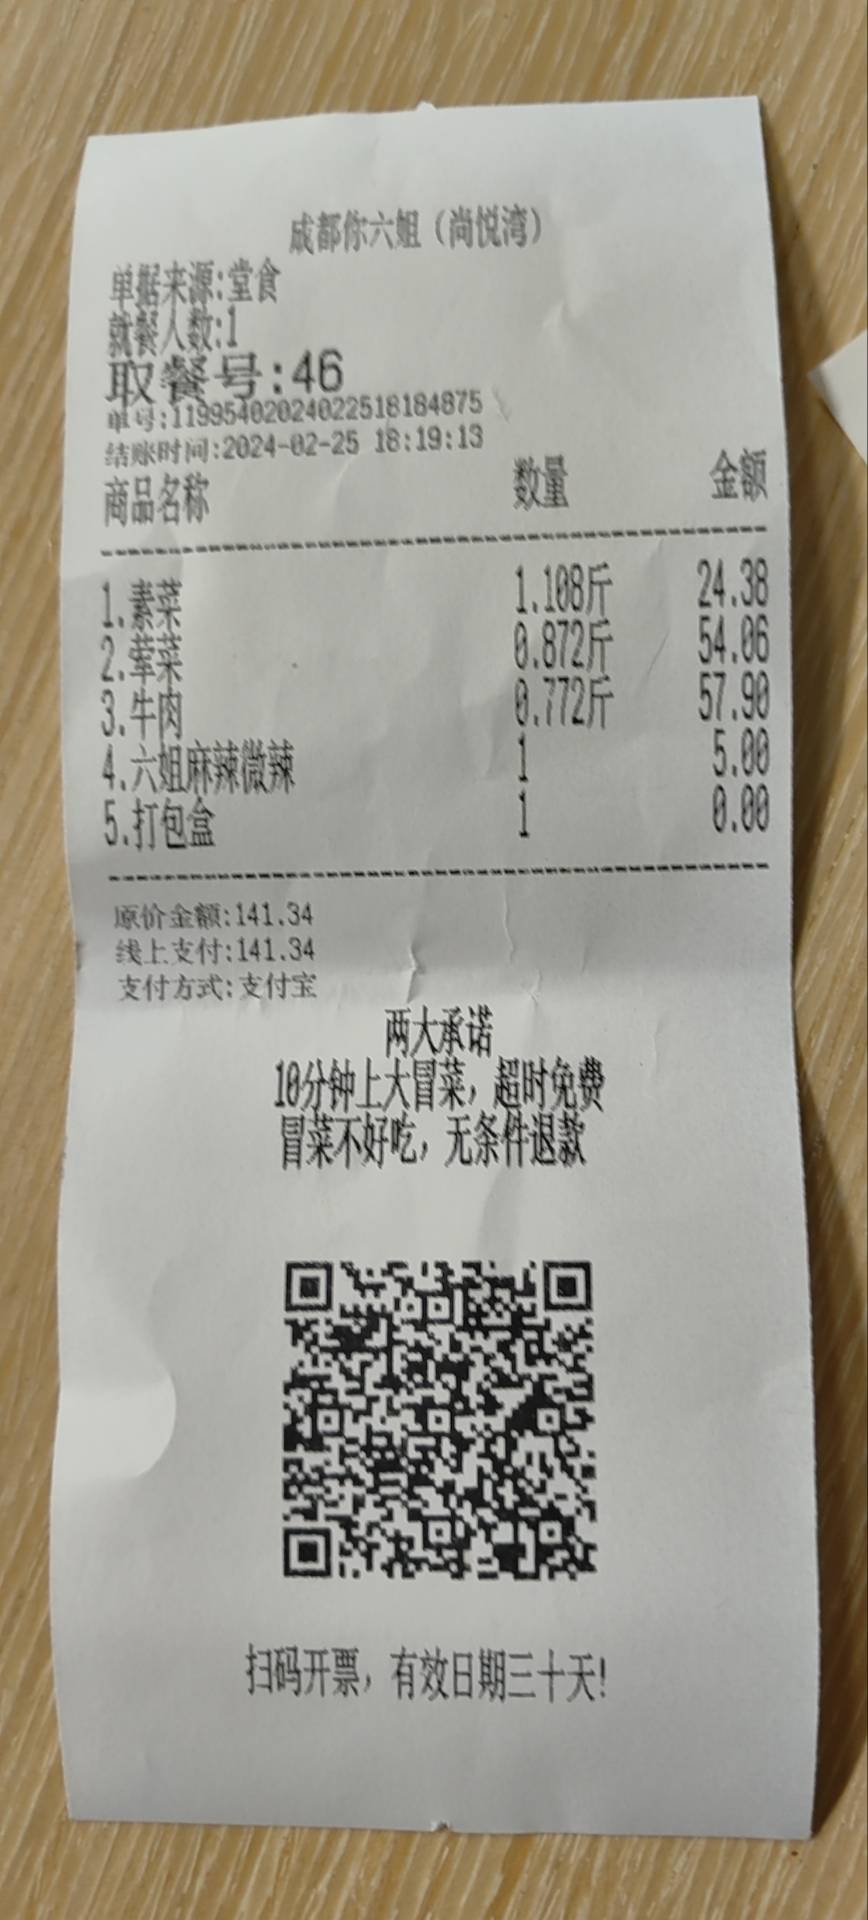 成都你六姐（尚悦湾）
单据来源:堂食
就餐人数:1
取餐号:46
单号:11995402024022518184875
结账时间:2024-02-25 18:19:13
商品名称 数量 金额
1.素菜 1.108斤 24.38
2.荤菜 0.872斤 54.06
3.牛肉 0.772斤 57.90
4.六姐麻辣微辣 1 5.00
5.打包盒 1 0.00
原价金额:141.34
线上支付:141.34
支付方式:支付宝
两大承诺
10分钟上大冒菜，超时免费
冒菜不好吃，无条件退款
扫码开票，有效日期三十天!